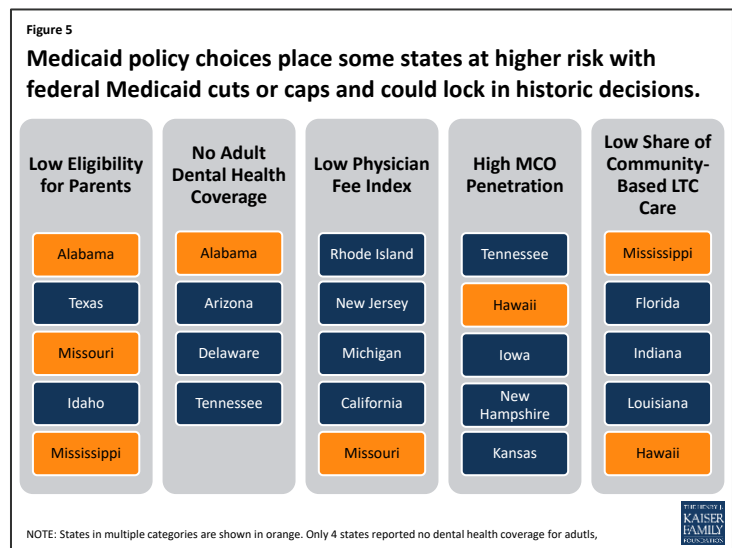 Figure 5
Medicaid policy choices place some states at higher risk with
federal Medicaid cuts or caps and could lock in historic decisions.
Low Eligibility
for Parents
Alabama
Texas
Missouri
Idaho
Mississippi
No Adult
Dental Health
Coverage
Alabama
Arizona
Delaware
Tennessee
Low Physician
Fee Index
Rhode Island
New Jersey
Michigan
California
Missouri
High MCO
Penetration
Tennessee
Hawaii
Iowa
New
Hampshire
Kansas
Low Share of
Community-
Based LTC
Care
Mississippi
Florida
Indiana
Louisiana
Hawaii
NOTE: States in multiple categories are shown in orange. Only 4 states reported no dental health coverage for adutls,
THE HENRY J.
KAISER
FAMILY
FOUNDATION